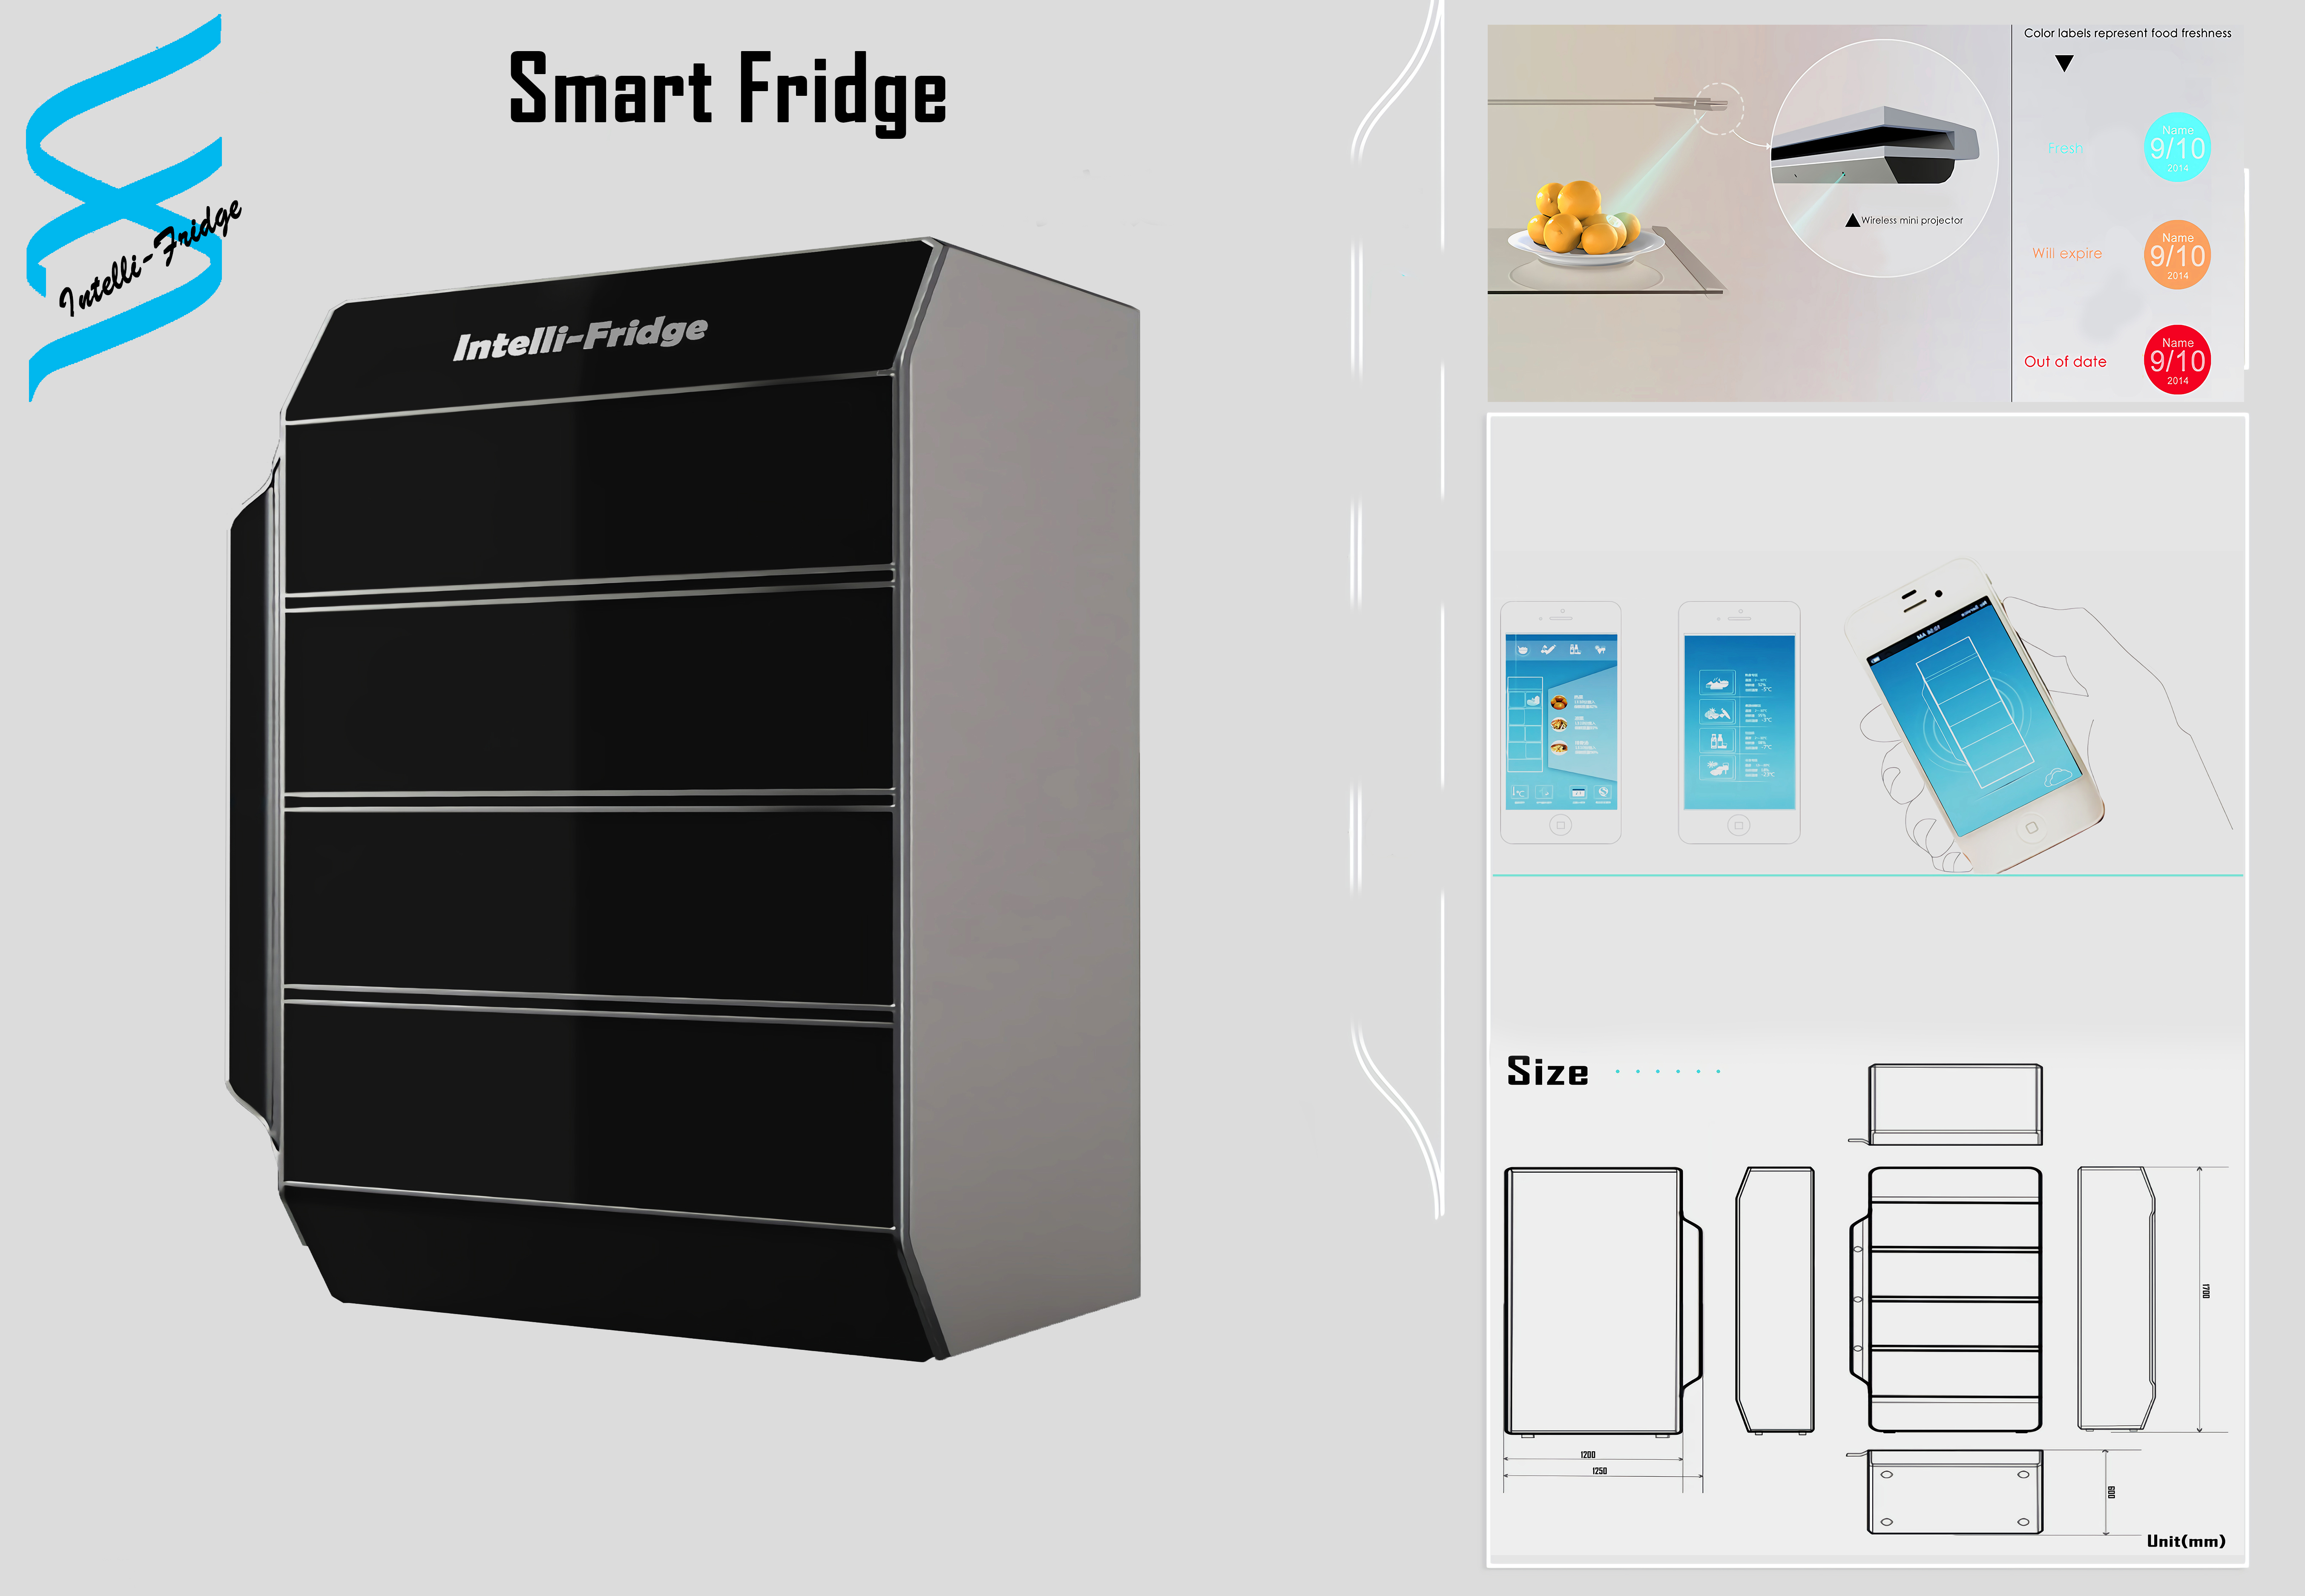 Smart Fridge
Intelli-Fridge
Intelli-Fridge
Color labels represent food freshness
Wireless mini projector
Fresh
Name
9/10
2014
Will expire
Name
9/10
2014
Out of date
Name
9/10
2014
Size
1700
1200
1250
600
Unit(mm)